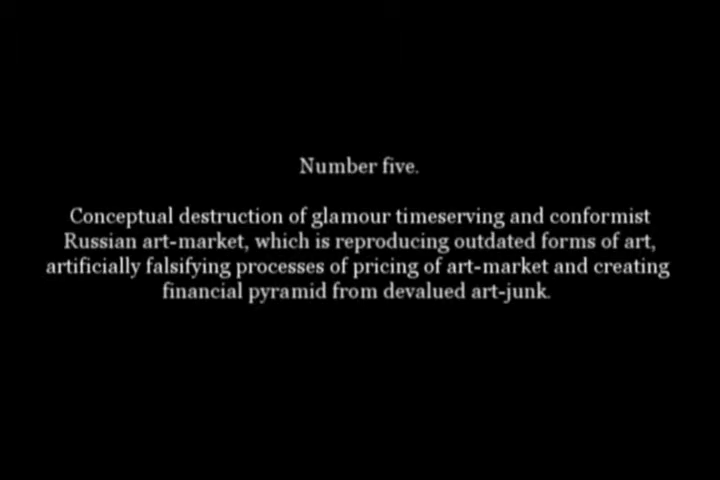 Number five.
Conceptual destruction of glamour timeserving and conformist
Russian art-market, which is reproducing outdated forms of art,
artificially falsifying processes of pricing of art-market and creating
financial pyramid from devalued art-junk.